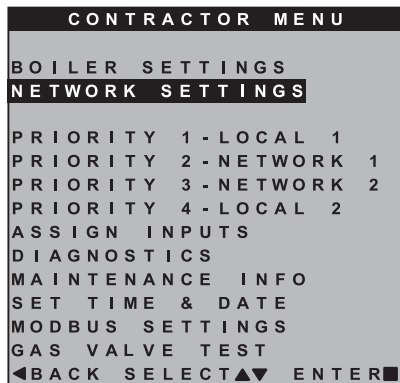 CONTRACTOR MENU
BOILER SETTINGS
NETWORK SETTINGS
PRIORITY 1-LOCAL 1
PRIORITY 2-NETWORK 1
PRIORITY 3-NETWORK 2
PRIORITY 4-LOCAL 2
ASSIGN INPUTS
DIAGNOSTICS
MAINTENANCE INFO
SET TIME & DATE
MODBUS SETTINGS
GAS VALVE TEST
◀BACK SELECT▲▼ ENTER■